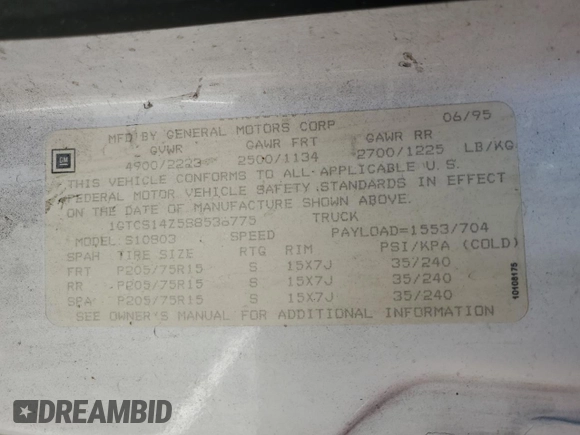 06/95
MFD BY GENERAL MOTORS CORP
GVWR GAWR FRT GAWR RR
4900/2223 2500/1134 2700/1225 LB/KG
THIS VEHICLE CONFORMS TO ALL APPLICABLE U.S.
FEDERAL MOTOR VEHICLE SAFETY STANDARDS IN EFFECT
ON THE DATE OF MANUFACTURE SHOWN ABOVE.
1GTCS14Z5S8536775 TRUCK
MODEL S10803 SPEED PAYLOAD=1553/704
TIRE SIZE RTG RIM PSI/KPA (COLD)
FRT P205/75R15 S 15X7J 35/240
RR P205/75R15 S 15X7J 35/240
SPA P205/75R15 S 15X7J 35/240
SEE OWNER'S MANUAL FOR ADDITIONAL INFORMATION
GM
10108175
DREAMBID